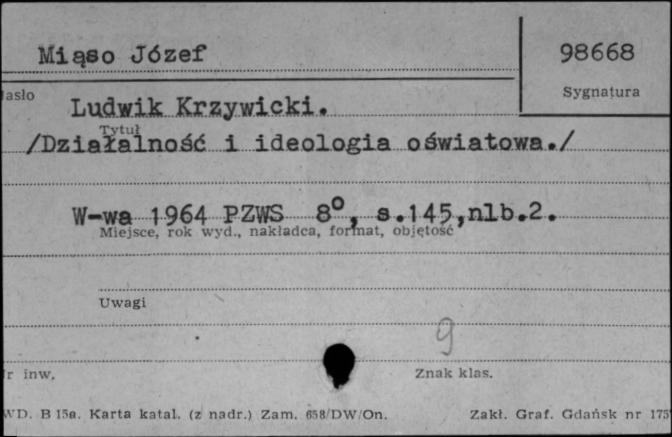 Miąso Józef
98668
Sygnatura
Hasło
Ludwik Krzywicki.
Tytuł
/Działalność i ideologia oświatowa./
W-wa 1964 PZWS 8⁰, s.145,nlb.2.
Miejsce, rok wyd., nakładca, format, objętość
Uwagi
9
r inw.
Znak klas.
WD. B 15a. Karta katal. (z nadr.) Zam. 658/DW/On.
Zakł. Graf. Gdańsk nr 175